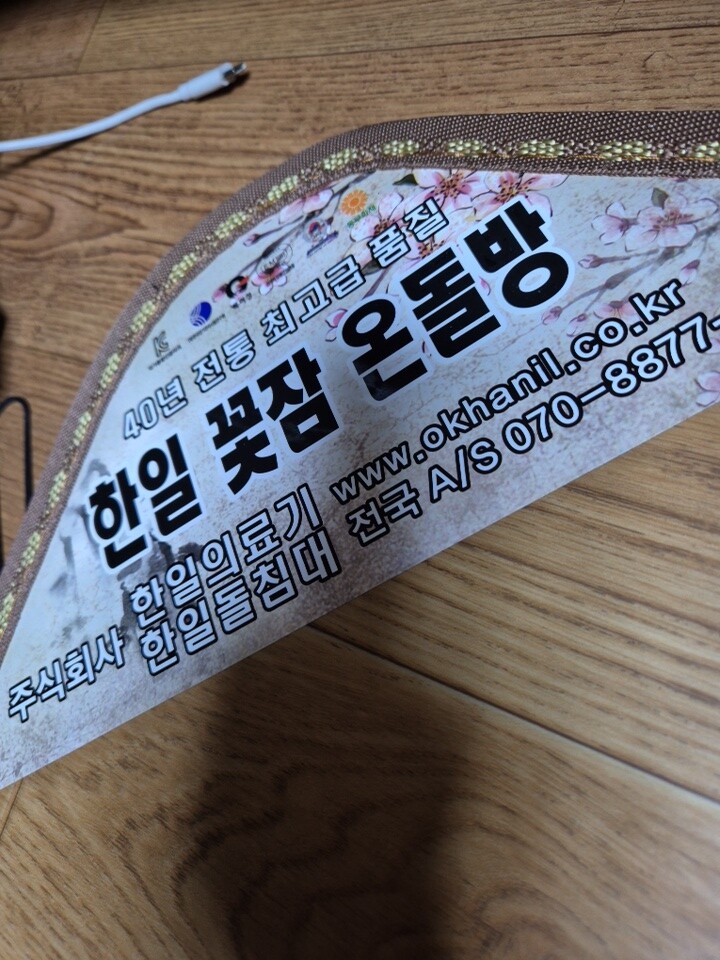 40년 전통 최고급 품질
한일 꽃잠 온돌방
주식회사 한일의료기 www.okhanil.co.kr
한일돌침대 전국 A/S 070-8877-